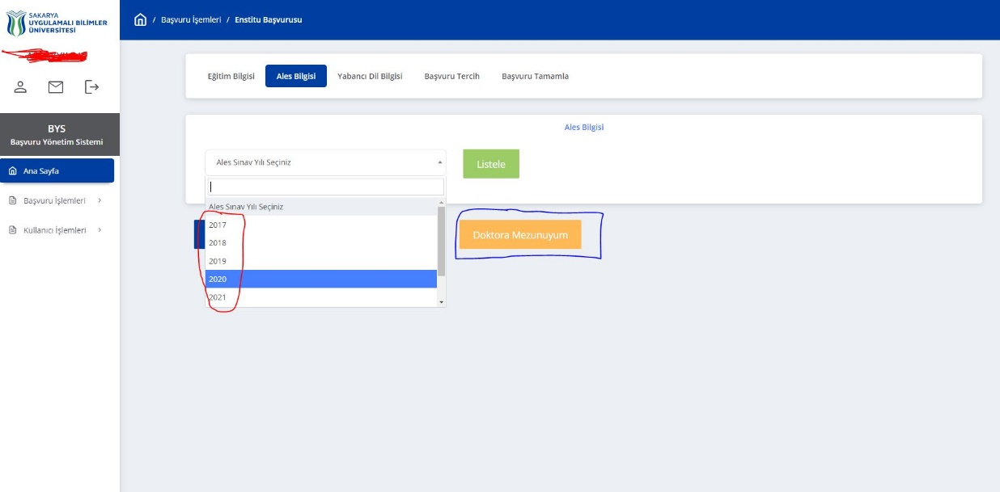 SAKARYA
UYGULAMALI BİLİMLER
ÜNİVERSİTESİ
/ Başvuru İşemleri / Enstitu Başvurusu
Eğitim Bilgisi Ales Bilgisi Yabancı Dil Bilgisi Başvuru Tercih Başvuru Tamamla
BYS
Başvuru Yönetim Sistemi
Ana Sayfa
Başvuru İşlemleri
Kullanıcı İşlemleri
Ales Bilgisi
Ales Sınav Yılı Seçiniz
Listele
Ales Sınav Yılı Seçiniz
2017
2018
2019
2020
2021
Doktora Mezunuyum